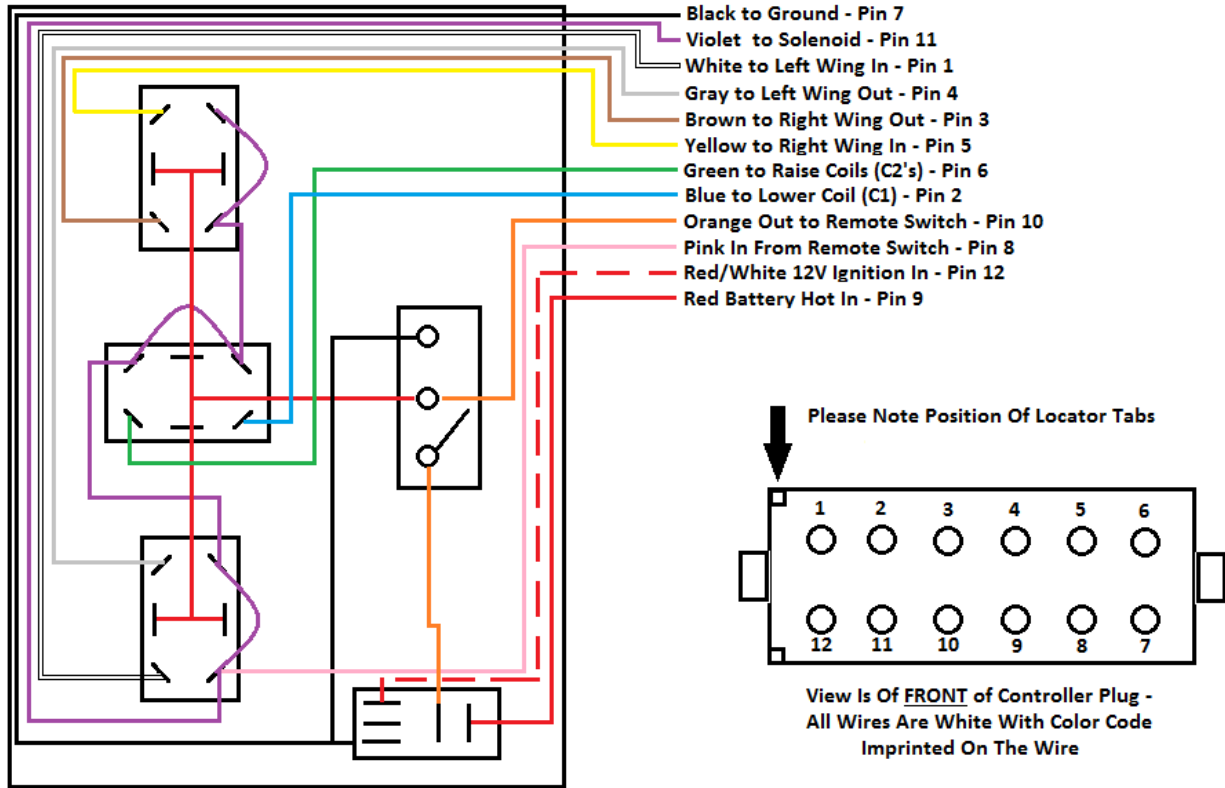 Black to Ground - Pin 7
Violet to Solenoid - Pin 11
White to Left Wing In - Pin 1
Gray to Left Wing Out - Pin 4
Brown to Right Wing Out - Pin 3
Yellow to Right Wing In - Pin 5
Green to Raise Coils (C2's) - Pin 6
Blue to Lower Coil (C1) - Pin 2
Orange Out to Remote Switch - Pin 10
Pink In From Remote Switch - Pin 8
Red/White 12V Ignition In - Pin 12
Red Battery Hot In - Pin 9
Please Note Position Of Locator Tabs
1 2 3 4 5 6
12 11 10 9 8 7
View Is Of FRONT of Controller Plug -
All Wires Are White With Color Code
Imprinted On The Wire